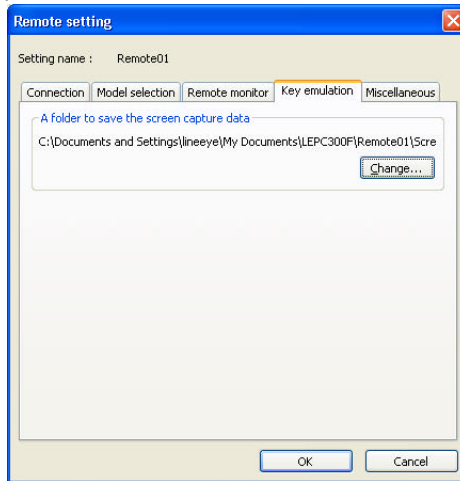 Remote setting
Setting name : Remote01
Connection Model selection Remote monitor Key emulation Miscellaneous
A folder to save the screen capture data
C:\Documents and Settings\lineeye\My Documents\LEPC300F\Remote01\Scre
Change...
OK Cancel